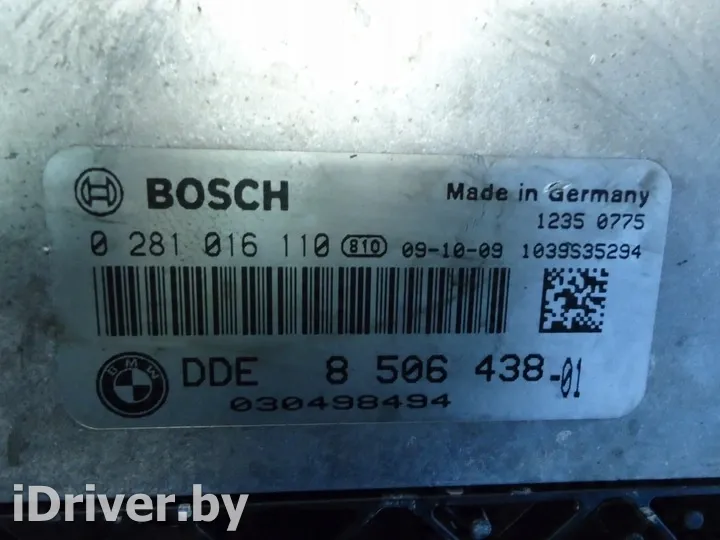 BOSCH Made in Germany
1235 0775
0 281 016 110 810 09-10-09 1039S35294
BMW DDE 8 506 438-01
030498494
iDriver.by